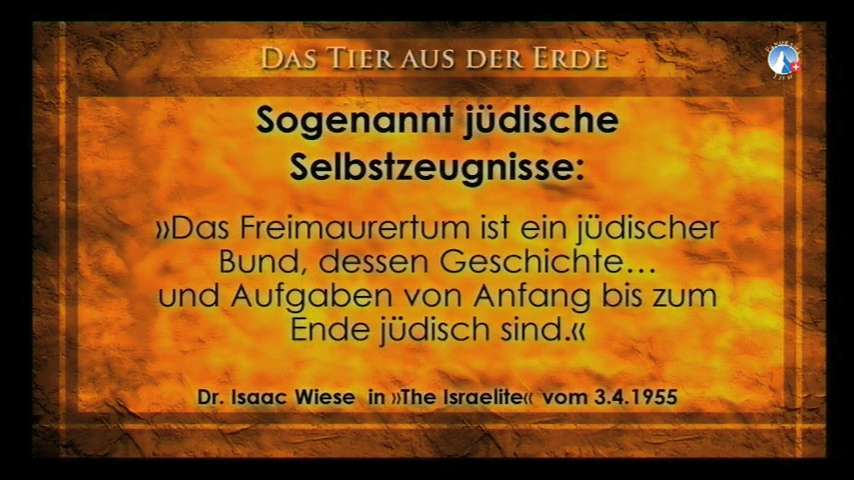 DAS TIER AUS DER ERDE
Sogenannt jüdische
Selbstzeugnisse:
»Das Freimaurertum ist ein jüdischer
Bund, dessen Geschichte…
und Aufgaben von Anfang bis zum
Ende jüdisch sind.«
Dr. Isaac Wiese in »The Israelite« vom 3.4.1955